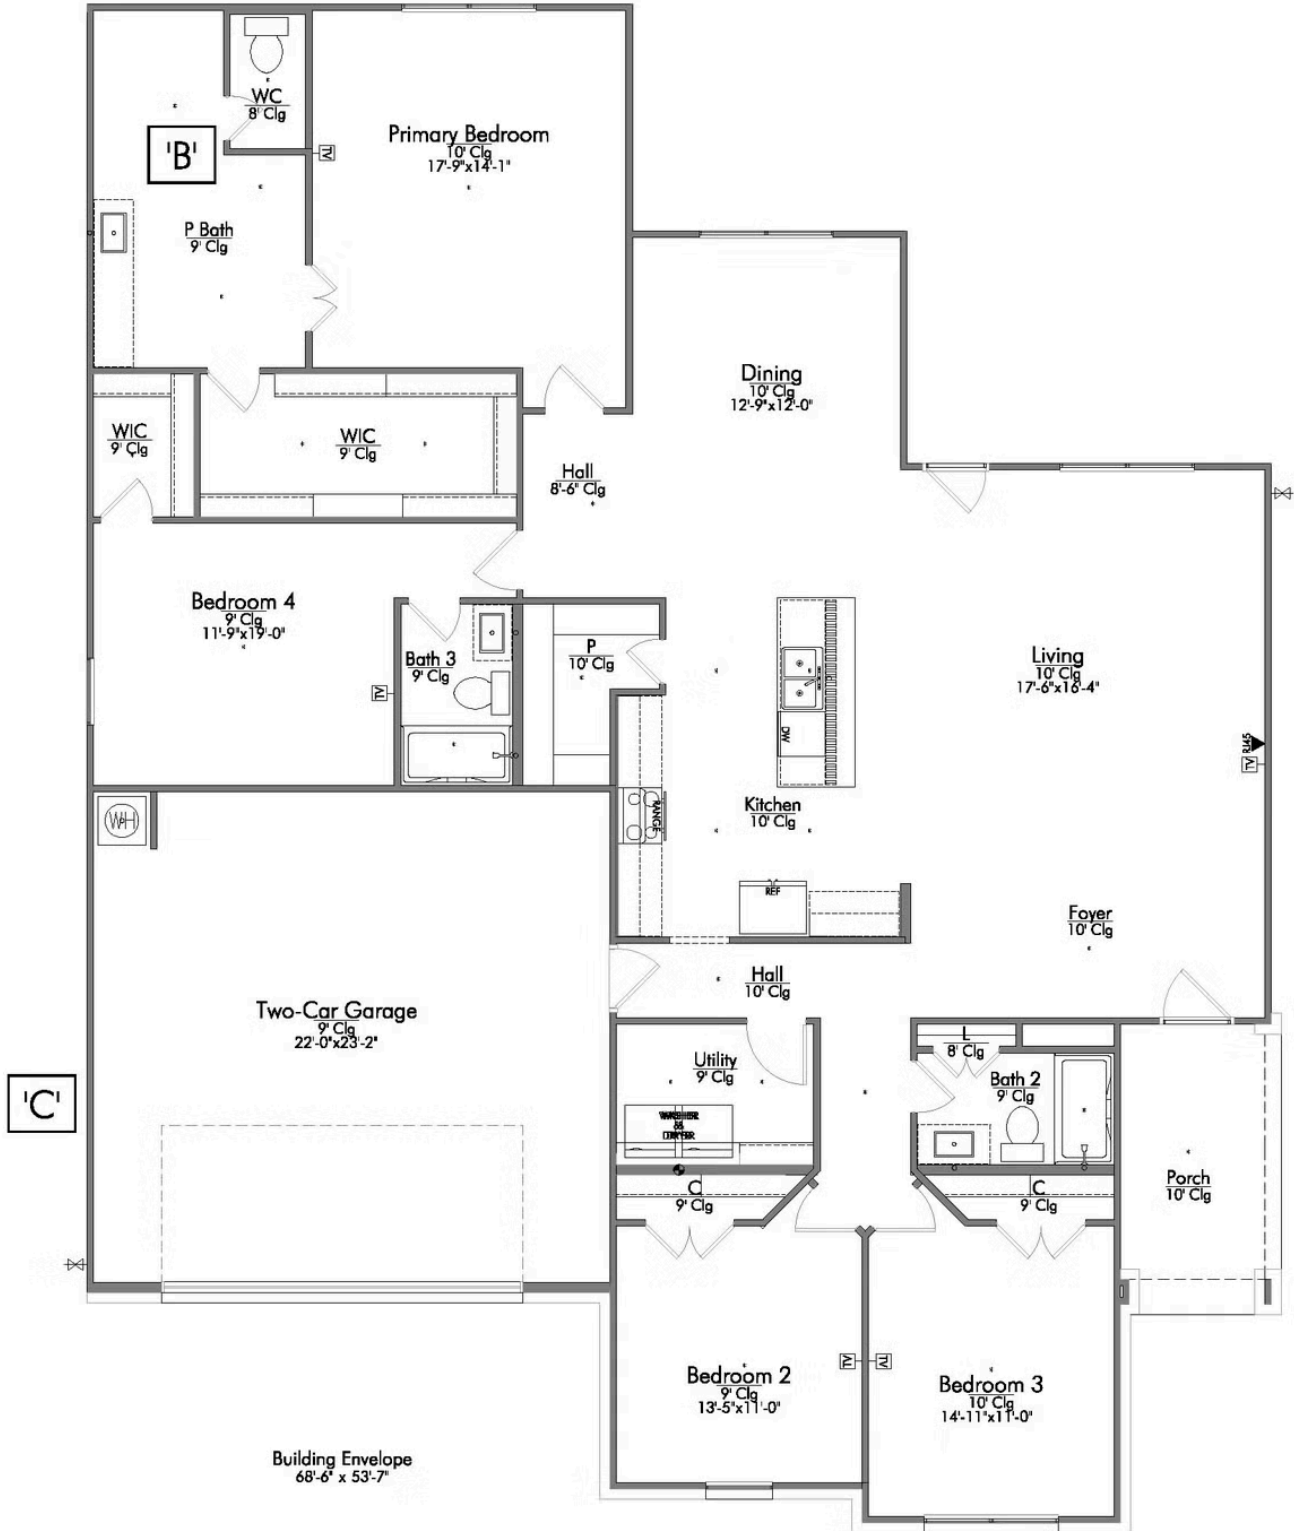 WC
8' Clg
Primary Bedroom
10' Clg
17'-9"x14'-1"
'B'
TV
P Bath
9' Clg
Dining
10' Clg
12'-9"x12'-0"
WIC
9' Clg
WIC
9' Clg
Hall
8'-6" Clg
Bedroom 4
9' Clg
11'-9"x19'-0"
Bath 3
9' Clg
P
10' Clg
Living
10' Clg
17'-6"x16'-4"
TV
DW
RJ45
TV
WH
RANGE
Kitchen
10' Clg
REF
Foyer
10' Clg
Hall
10' Clg
Two-Car Garage
9' Clg
22'-0"x23'-2"
L
8' Clg
Utility
9' Clg
Bath 2
9' Clg
'C'
WASHER
DRYER
Porch
10' Clg
C
9' Clg
C
9' Clg
TV
TV
Bedroom 2
9' Clg
13'-5"x11'-0"
Bedroom 3
10' Clg
14'-11"x11'-0"
Building Envelope
68'-6" x 53'-7"